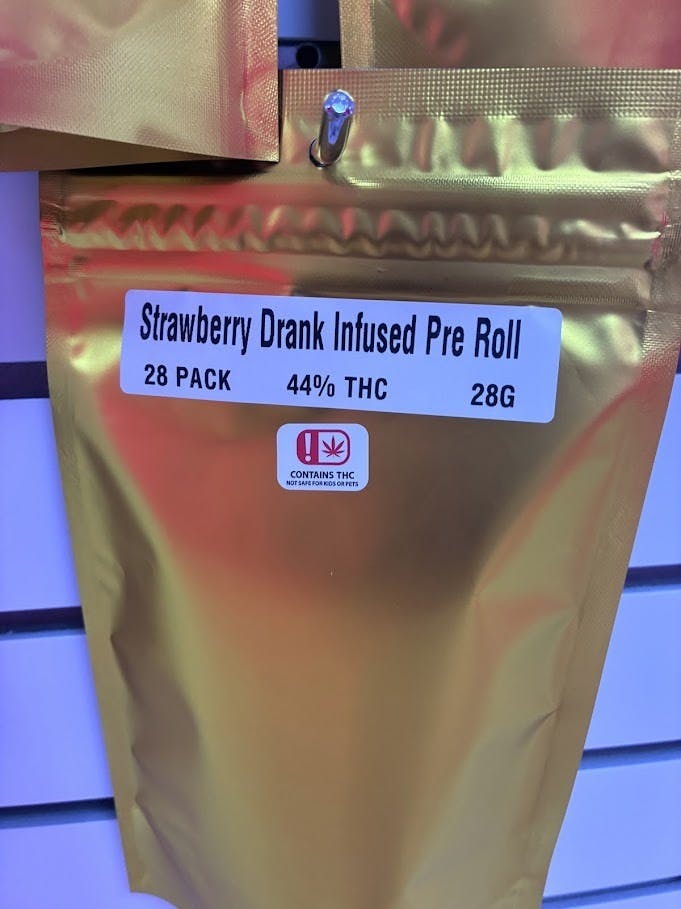 Strawberry Drank Infused Pre Roll
28 PACK 44% THC 28G
!
CONTAINS THC
NOT SAFE FOR KIDS OR PETS